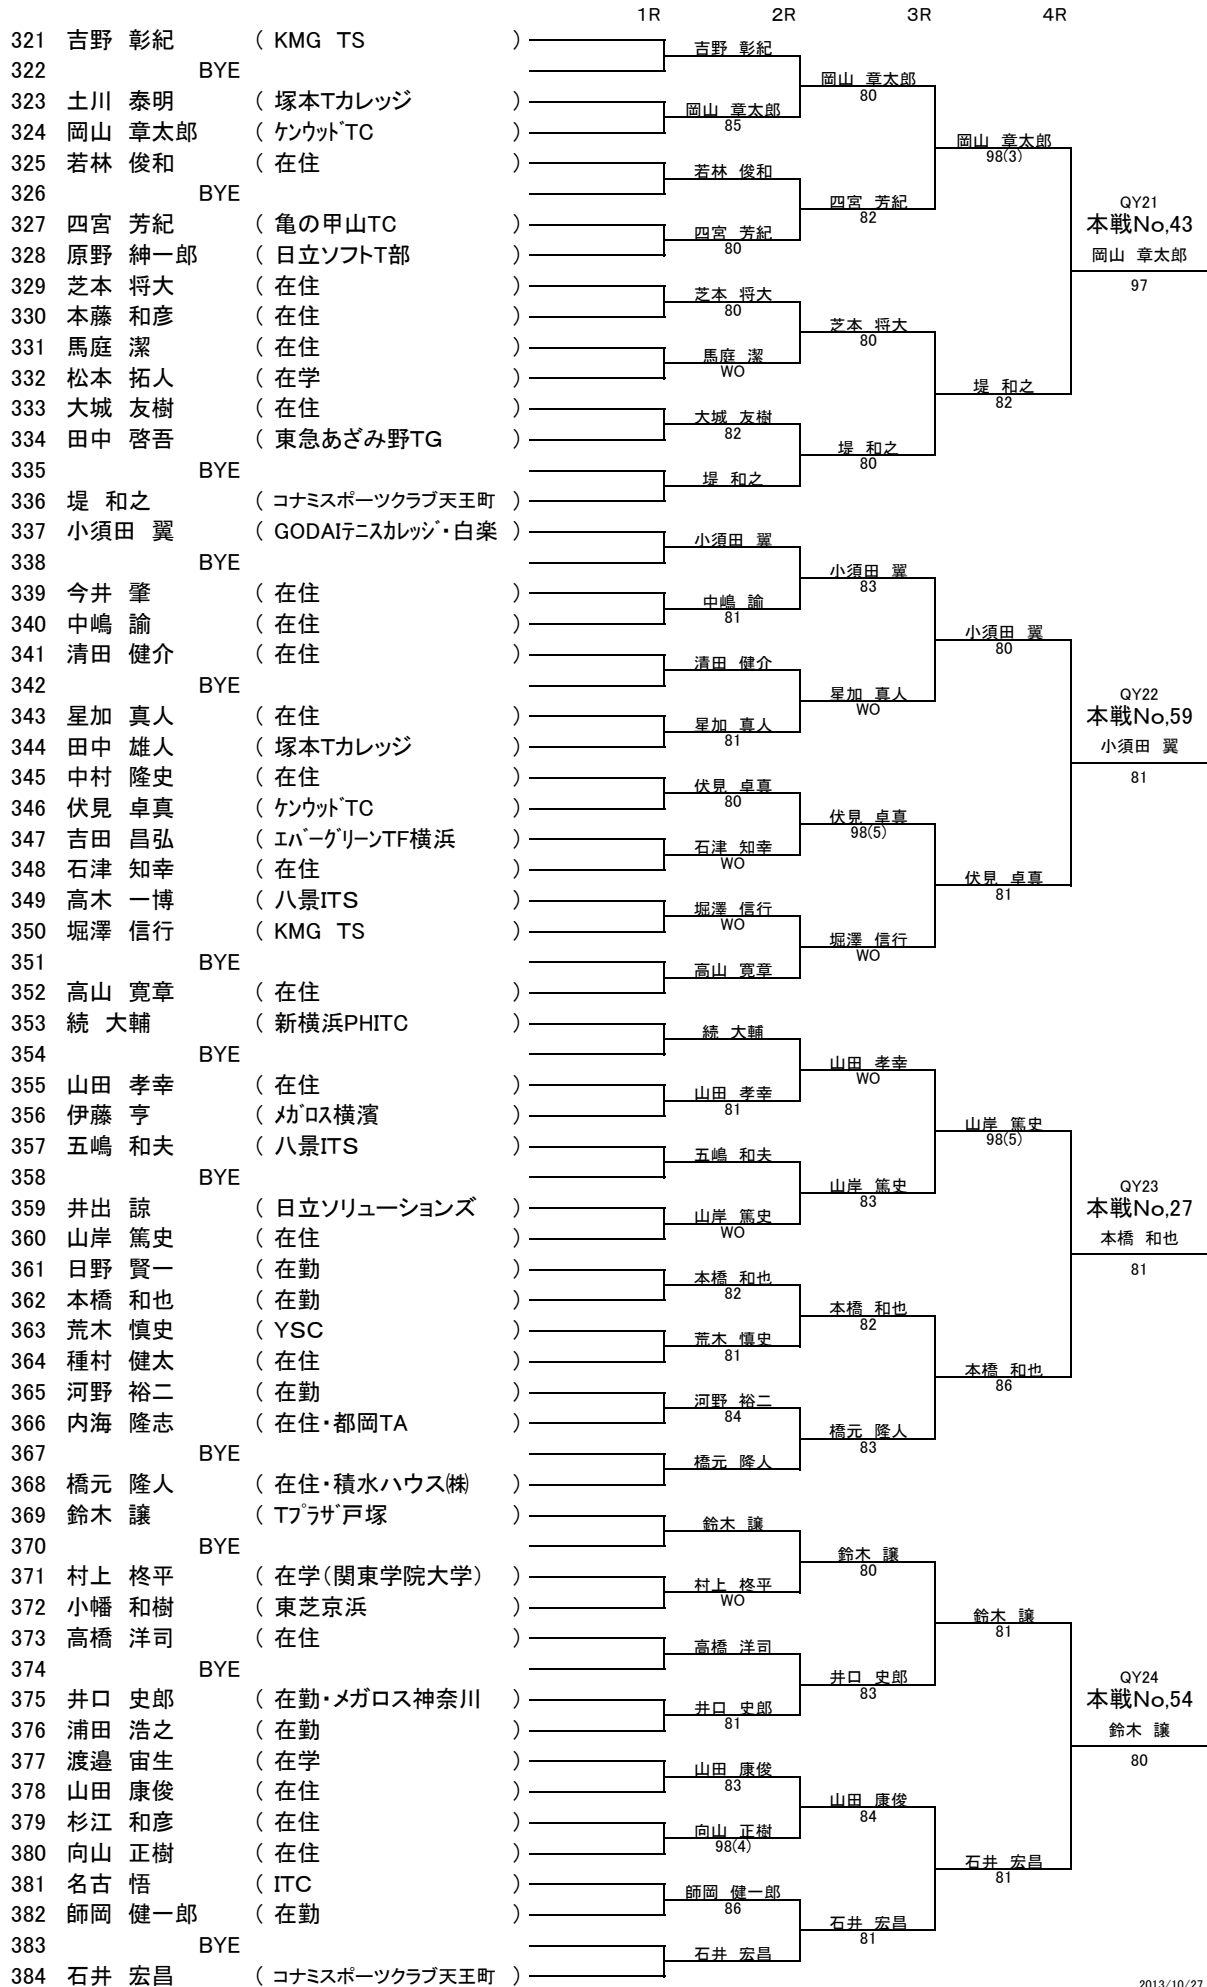 1R 2R 3R 4R
321 吉野 彰紀 ( KMG TS )
吉野 彰紀
322 BYE
岡山 章太郎
80
323 土川 泰明 ( 塚本Tカレッジ )
岡山 章太郎
85
324 岡山 章太郎 ( ケンウッドTC )
岡山 章太郎
98(3)
325 若林 俊和 ( 在住 )
若林 俊和
326 BYE
四宮 芳紀
82
QY21
本戦No,43
327 四宮 芳紀 ( 亀の甲山TC )
四宮 芳紀
80
328 原野 紳一郎 ( 日立ソフトT部 )
岡山 章太郎
97
329 芝本 将大 ( 在住 )
芝本 将大
80
330 本藤 和彦 ( 在住 )
芝本 将大
80
331 馬庭 潔 ( 在住 )
馬庭 潔
WO
332 松本 拓人 ( 在学 )
堤 和之
82
333 大城 友樹 ( 在住 )
大城 友樹
82
334 田中 啓吾 ( 東急あざみ野TG )
堤 和之
80
335 BYE
堤 和之
336 堤 和之 ( コナミスポーツクラブ天王町 )
337 小須田 翼 ( GODAIテニスカレッジ・白楽 )
小須田 翼
338 BYE
小須田 翼
83
339 今井 肇 ( 在住 )
中嶋 諭
81
340 中嶋 諭 ( 在住 )
小須田 翼
80
341 清田 健介 ( 在住 )
清田 健介
342 BYE
星加 真人
WO
QY22
本戦No,59
343 星加 真人 ( 在住 )
星加 真人
81
344 田中 雄人 ( 塚本Tカレッジ )
小須田 翼
81
345 中村 隆史 ( 在住 )
伏見 卓真
80
346 伏見 卓真 ( ケンウッドTC )
伏見 卓真
98(5)
347 吉田 昌弘 ( エバーグリーンTF横浜 )
石津 知幸
WO
348 石津 知幸 ( 在住 )
伏見 卓真
81
349 高木 一博 ( 八景ITS )
堀澤 信行
WO
350 堀澤 信行 ( KMG TS )
堀澤 信行
WO
351 BYE
高山 寛章
352 高山 寛章 ( 在住 )
353 続 大輔 ( 新横浜PHITC )
続 大輔
354 BYE
山田 孝幸
WO
355 山田 孝幸 ( 在住 )
山田 孝幸
81
356 伊藤 亨 ( メガロス横濱 )
山岸 篤史
98(5)
357 五嶋 和夫 ( 八景ITS )
五嶋 和夫
358 BYE
山岸 篤史
83
QY23
本戦No,27
359 井出 諒 ( 日立ソリューションズ )
山岸 篤史
WO
360 山岸 篤史 ( 在住 )
本橋 和也
81
361 日野 賢一 ( 在勤 )
本橋 和也
82
362 本橋 和也 ( 在勤 )
本橋 和也
82
363 荒木 慎史 ( YSC )
荒木 慎史
81
364 種村 健太 ( 在住 )
本橋 和也
86
365 河野 裕二 ( 在勤 )
河野 裕二
84
366 内海 隆志 ( 在住・都岡TA )
橋元 隆人
83
367 BYE
橋元 隆人
368 橋元 隆人 ( 在住・積水ハウス㈱ )
369 鈴木 譲 ( Tプラザ戸塚 )
鈴木 譲
370 BYE
鈴木 譲
80
371 村上 柊平 ( 在学(関東学院大学) )
村上 柊平
WO
372 小幡 和樹 ( 東芝京浜 )
鈴木 譲
81
373 高橋 洋司 ( 在住 )
高橋 洋司
374 BYE
井口 史郎
83
QY24
本戦No,54
375 井口 史郎 ( 在勤・メガロス神奈川 )
井口 史郎
81
376 浦田 浩之 ( 在勤 )
鈴木 譲
80
377 渡邉 宙生 ( 在学 )
山田 康俊
83
378 山田 康俊 ( 在住 )
山田 康俊
84
379 杉江 和彦 ( 在住 )
向山 正樹
98(4)
380 向山 正樹 ( 在住 )
石井 宏昌
81
381 名古 悟 ( ITC )
師岡 健一郎
86
382 師岡 健一郎 ( 在勤 )
石井 宏昌
81
383 BYE
石井 宏昌
384 石井 宏昌 ( コナミスポーツクラブ天王町 )
2013/10/27